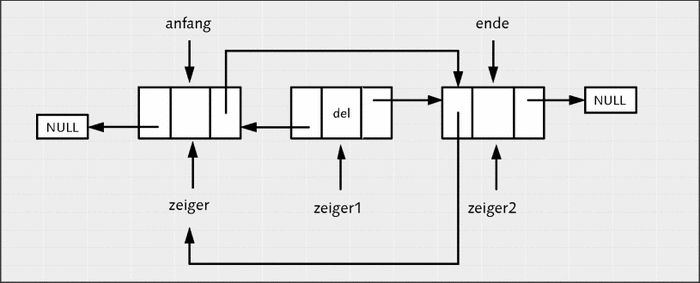 anfang
ende
NULL
del
NULL
zeiger
zeiger1
zeiger2